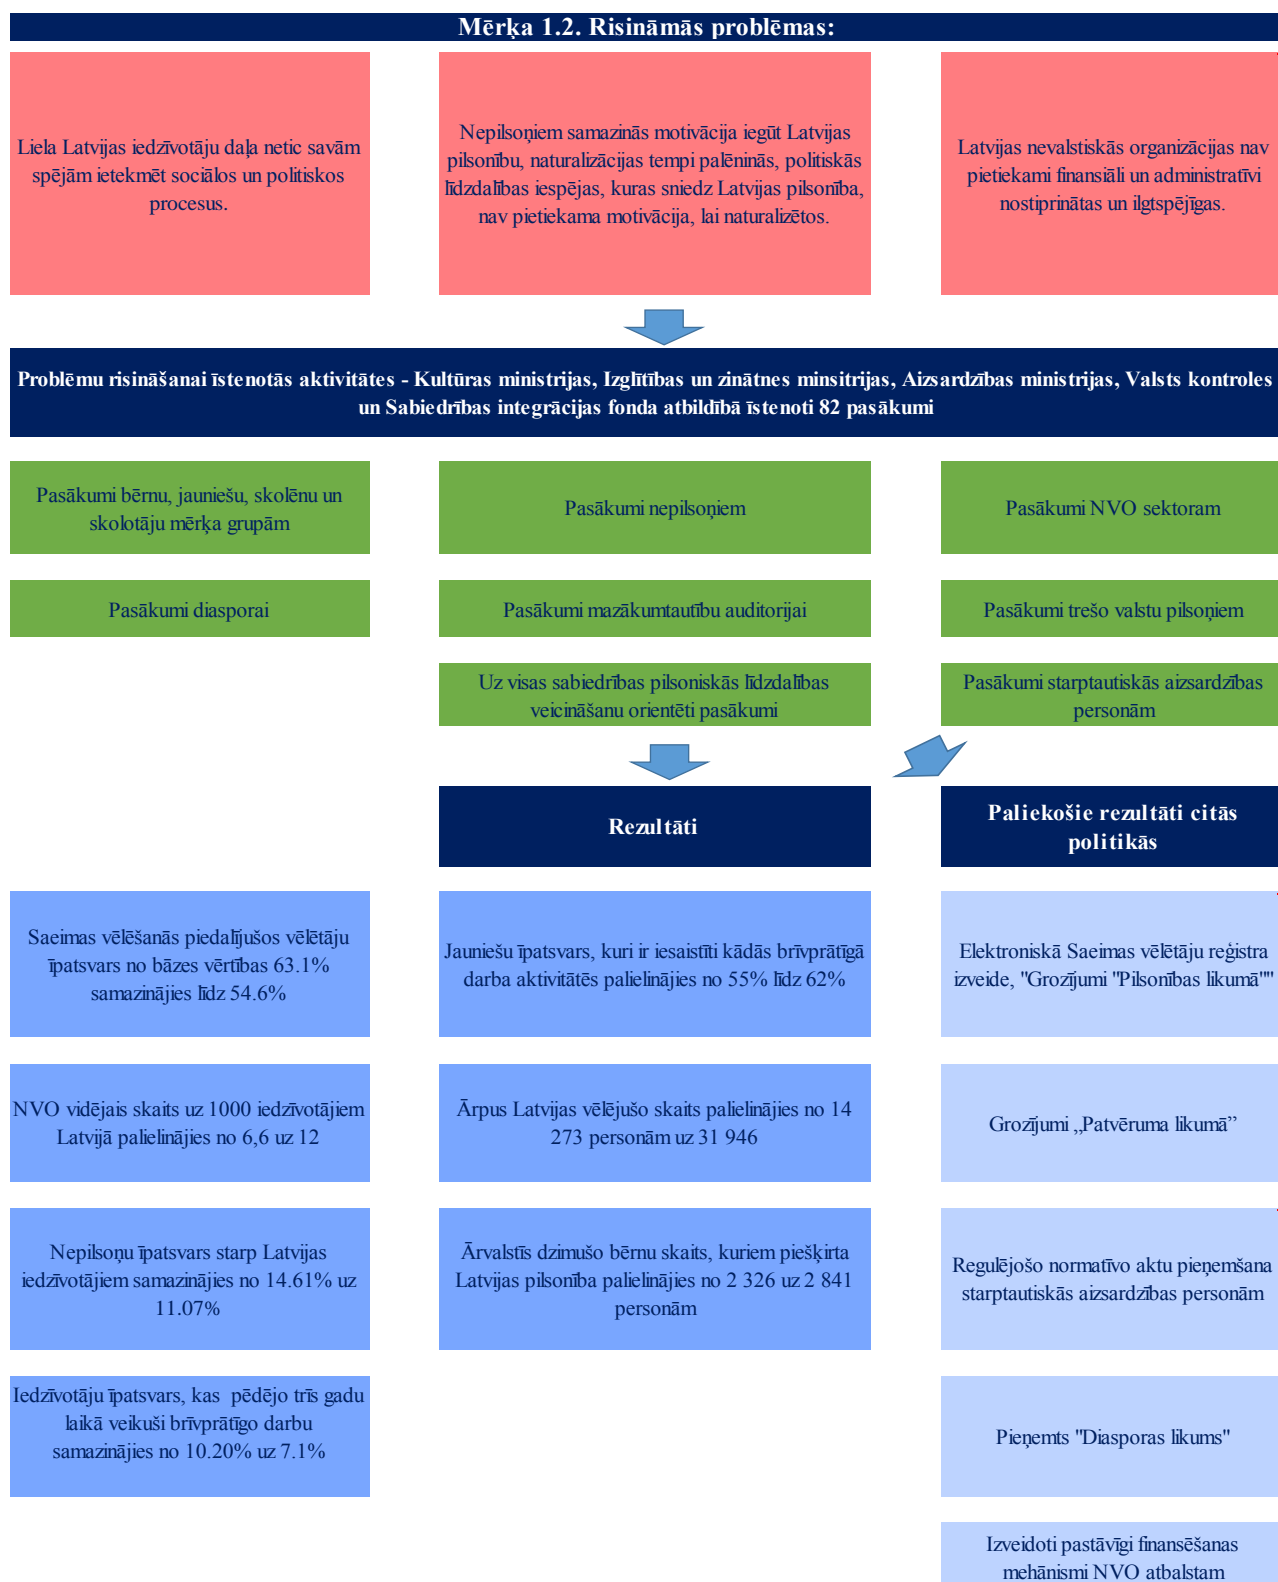 Mērķa 1.2. Risināmās problēmas:
Liela Latvijas iedzīvotāju daļa netic savām
spējām ietekmēt sociālos un politiskos
procesus.
Nepilsoņiem samazinās motivācija iegūt Latvijas
pilsonību, naturalizācijas tempi palēninās, politiskās
līdzdalības iespējas, kuras sniedz Latvijas pilsonība,
nav pietiekama motivācija, lai naturalizētos.
Latvijas nevalstiskās organizācijas nav
pietiekami finansiāli un administratīvi
nostiprinātas un ilgtspējīgas.
Problēmu risināšanai īstenotās aktivitātes - Kultūras ministrijas, Izglītības un zinātnes minsitrijas, Aizsardzības ministrijas, Valsts kontroles
un Sabiedrības integrācijas fonda atbildībā īstenoti 82 pasākumi
Pasākumi bērnu, jauniešu, skolēnu un
skolotāju mērķa grupām
Pasākumi nepilsoņiem
Pasākumi NVO sektoram
Pasākumi diasporai
Pasākumi mazākumtautību auditorijai
Pasākumi trešo valstu pilsoņiem
Uz visas sabiedrības pilsoniskās līdzdalības
veicināšanu orientēti pasākumi
Pasākumi starptautiskās aizsardzības
personām
Rezultāti
Paliekošie rezultāti citās
politikās
Saeimas vēlēšanās piedalījušos vēlētāju
īpatsvars no bāzes vērtības 63.1%
samazinājies līdz 54.6%
Jauniešu īpatsvars, kuri ir iesaistīti kādās brīvprātīgā
darba aktivitātēs palielinājies no 55% līdz 62%
Elektroniskā Saeimas vēlētāju reģistra
izveide, "Grozījumi "Pilsonības likumā""
NVO vidējais skaits uz 1000 iedzīvotājiem
Latvijā palielinājies no 6,6 uz 12
Ārpus Latvijas vēlējušo skaits palielinājies no 14
273 personām uz 31 946
Grozījumi „Patvēruma likumā”
Nepilsoņu īpatsvars starp Latvijas
iedzīvotājiem samazinājies no 14.61% uz
11.07%
Ārvalstīs dzimušo bērnu skaits, kuriem piešķirta
Latvijas pilsonība palielinājies no 2 326 uz 2 841
personām
Regulējošo normatīvo aktu pieņemšana
starptautiskās aizsardzības personām
Iedzīvotāju īpatsvars, kas pēdējo trīs gadu
laikā veikuši brīvprātīgo darbu
samazinājies no 10.20% uz 7.1%
Pieņemts "Diasporas likums"
Izveidoti pastāvīgi finansēšanas
mehānismi NVO atbalstam